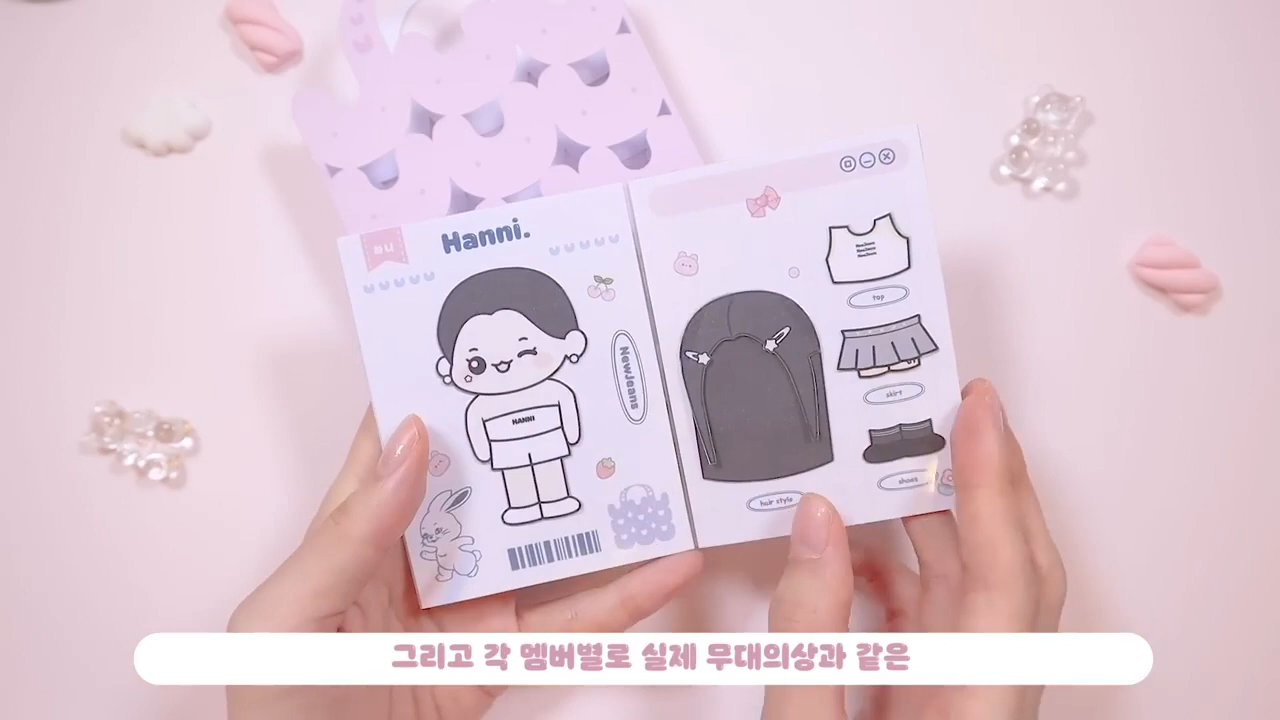 하니
Hanni.
NewJeans
HANNI
top
skirt
shoes
hair style
그리고 각 멤버별로 실제 무대의상과 같은